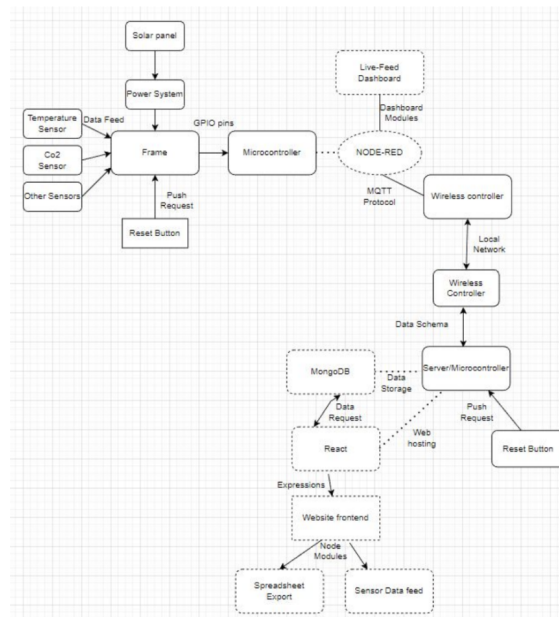 Solar panel
Live-Feed
Dashboard
Power System
Temperature
Sensor
Data Feed
GPIO pins
Dashboard
Modules
Co2
Sensor
Frame
Microcontroller
NODE-RED
Other Sensors
Push
Request
MQTT
Protocol
Wireless controller
Reset Button
Local
Network
Wireless
Controller
Data Schema
MongoDB
Data
Storage
Server/Microcontroller
Data
Request
Push
Request
Web
hosting
React
Reset Button
Expressions
Website frontend
Node
Modules
Spreadsheet
Export
Sensor Data feed